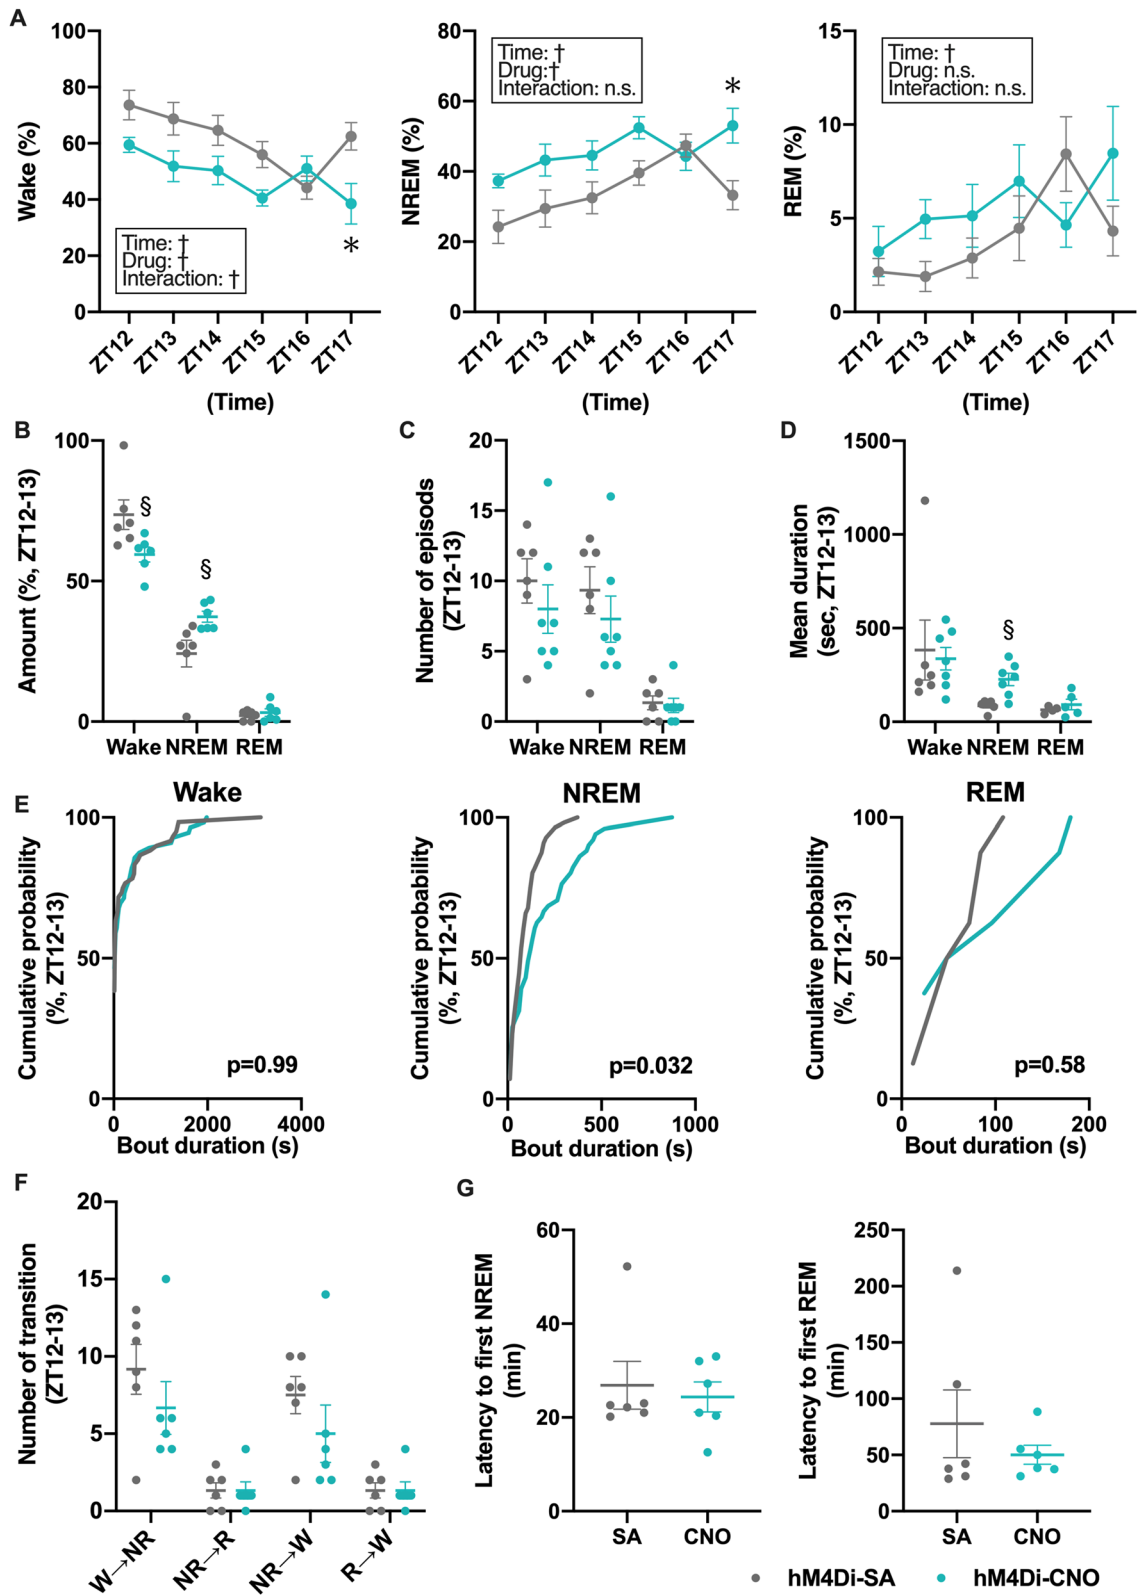 A
Wake (%)
100
80
60
40
20
0
Time: †
Drug: †
Interaction: †
*
ZT12
ZT13
ZT14
ZT15
ZT16
ZT17
(Time)
NREM (%)
80
60
40
20
0
Time: †
Drug:†
Interaction: n.s.
*
ZT12
ZT13
ZT14
ZT15
ZT16
ZT17
(Time)
REM (%)
15
10
5
0
Time: †
Drug: n.s.
Interaction: n.s.
ZT12
ZT13
ZT14
ZT15
ZT16
ZT17
(Time)
B
Amount (%, ZT12-13)
100
50
0
§
§
Wake NREM REM
C
Number of episods
(ZT12-13)
20
15
10
5
0
Wake NREM REM
D
Mean duration
(sec, ZT12-13)
1500
1000
500
0
§
Wake NREM REM
E
Wake
Cumulative probability
(%, ZT12-13)
100
50
0
p=0.99
0 2000 4000
Bout duration (s)
NREM
Cumulative probability
(%, ZT12-13)
100
50
0
p=0.032
0 500 1000
Bout duration (s)
REM
Cumulative probability
(%, ZT12-13)
100
50
0
p=0.58
0 100 200
Bout duration (s)
F
Number of transition
(ZT12-13)
20
15
10
5
0
W→NR
NR→R
NR→W
R→W
G
Latency to first NREM
(min)
60
40
20
0
SA CNO
Latency to first REM
(min)
250
200
150
100
50
0
SA CNO
hM4Di-SA hM4Di-CNO